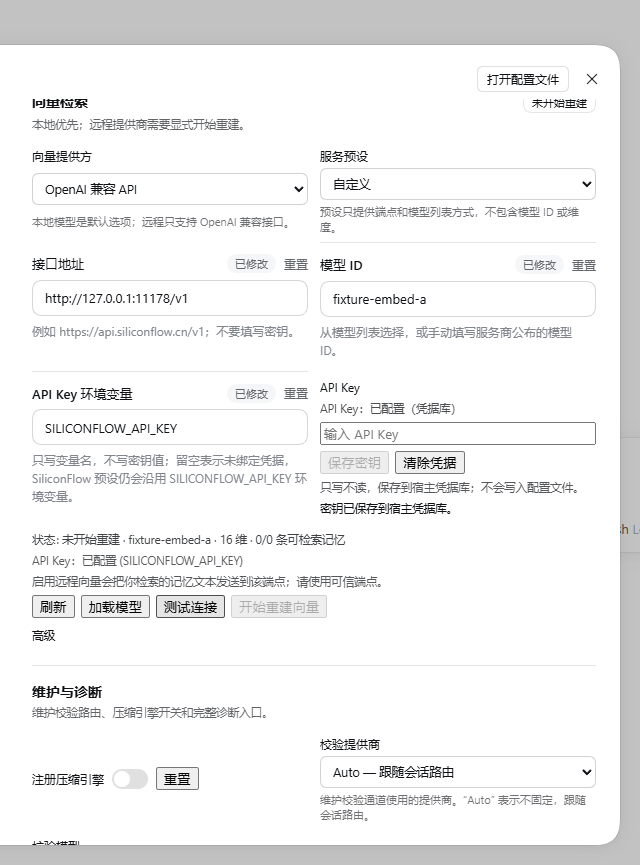 打开配置文件
向量检索
未开始重建
本地优先；远程提供商需要显式开始重建。
向量提供方
服务预设
OpenAI 兼容 API
自定义
本地模型是默认选项；远程只支持 OpenAI 兼容接口。
预设只提供端点和模型列表方式，不包含模型 ID 或维
度。
接口地址
已修改
重置
模型 ID
已修改
重置
http://127.0.0.1:11178/v1
fixture-embed-a
例如 https://api.siliconflow.cn/v1；不要填写密钥。
从模型列表选择，或手动填写服务商公布的模型
ID。
API Key 环境变量
已修改
重置
SILICONFLOW_API_KEY
只写变量名，不写密钥值；留空表示未绑定凭据，
SiliconFlow 预设仍会沿用 SILICONFLOW_API_KEY 环
境变量。
API Key
API Key：已配置（凭据库）
输入 API Key
保存密钥
清除凭据
只写不读，保存到宿主凭据库；不会写入配置文件。
密钥已保存到宿主凭据库。
状态: 未开始重建 · fixture-embed-a · 16 维 · 0/0 条可检索记忆
API Key：已配置 (SILICONFLOW_API_KEY)
启用远程向量会把你检索的记忆文本发送到该端点；请使用可信端点。
刷新
加载模型
测试连接
开始重建向量
高级
维护与诊断
维护校验路由、压缩引擎开关和完整诊断入口。
注册压缩引擎
重置
校验提供商
Auto — 跟随会话路由
维护校验通道使用的提供商。“Auto” 表示不固定，跟随
会话路由。